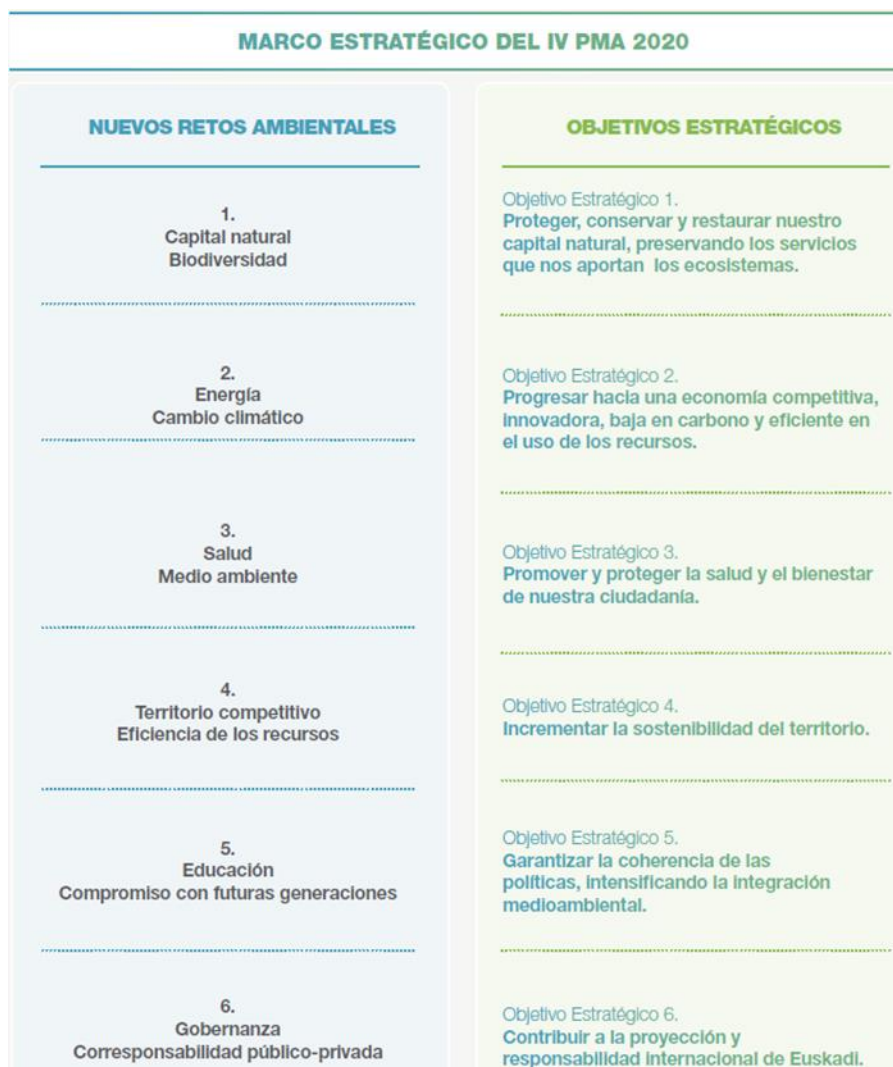 MARCO ESTRATÉGICO DEL IV PMA 2020
NUEVOS RETOS AMBIENTALES
1.
Capital natural
Biodiversidad
2.
Energía
Cambio climático
3.
Salud
Medio ambiente
4.
Territorio competitivo
Eficiencia de los recursos
5.
Educación
Compromiso con futuras generaciones
6.
Gobernanza
Corresponsabilidad público-privada
OBJETIVOS ESTRATÉGICOS
Objetivo Estratégico 1.
Proteger, conservar y restaurar nuestro
capital natural, preservando los servicios
que nos aportan los ecosistemas.
Objetivo Estratégico 2.
Progresar hacia una economía competitiva,
innovadora, baja en carbono y eficiente en
el uso de los recursos.
Objetivo Estratégico 3.
Promover y proteger la salud y el bienestar
de nuestra ciudadanía.
Objetivo Estratégico 4.
Incrementar la sostenibilidad del territorio.
Objetivo Estratégico 5.
Garantizar la coherencia de las
políticas, intensificando la integración
medioambiental.
Objetivo Estratégico 6.
Contribuir a la proyección y
responsabilidad internacional de Euskadi.